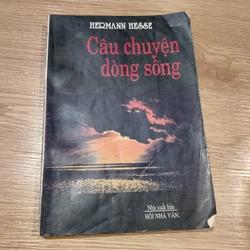 HERMANN HESSE
Câu chuyện
dòng sông
Nhà xuất bản
HỘI NHÀ VĂN.